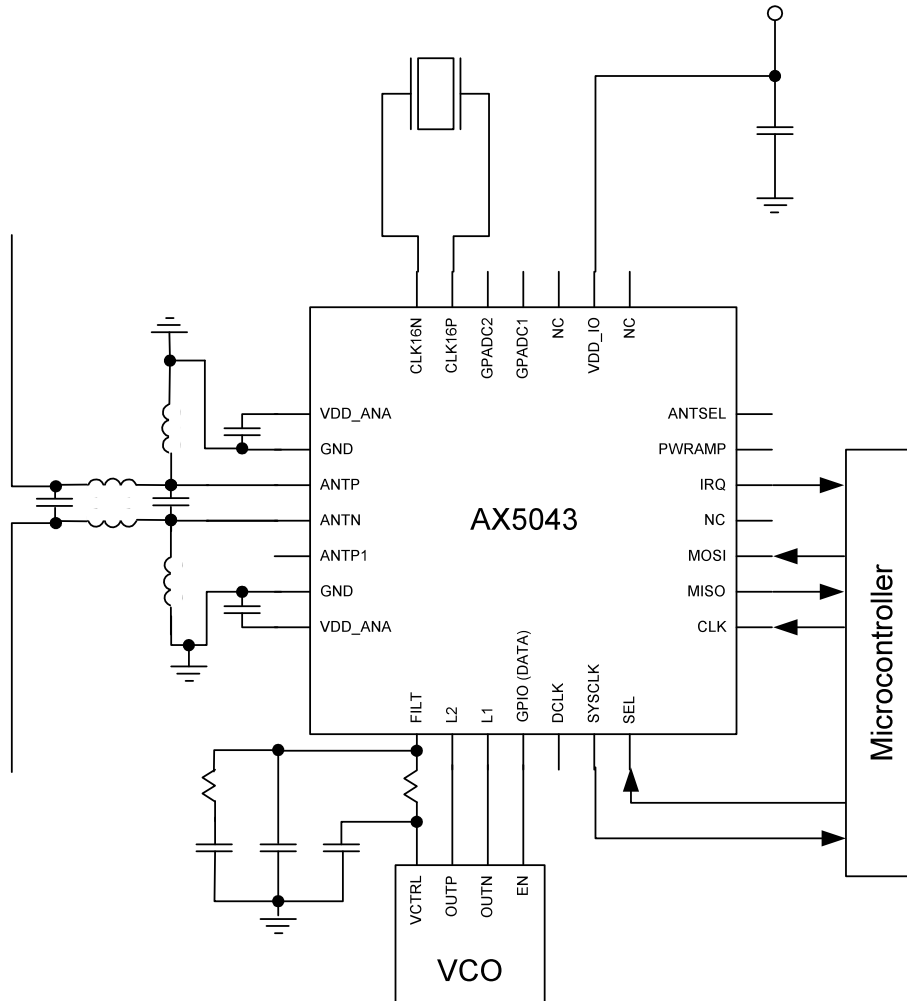 CLK16N
CLK16P
GPADC2
GPADC1
NC
VDD_IO
NC
VDD_ANA
GND
ANTP
ANTN
ANTP1
GND
VDD_ANA
AX5043
ANTSEL
PWRAMP
IRQ
NC
MOSI
MISO
CLK
FILT
L2
L1
GPIO (DATA)
DCLK
SYSCLK
SEL
Microcontroller
VCTRL
OUTP
OUTN
EN
VCO